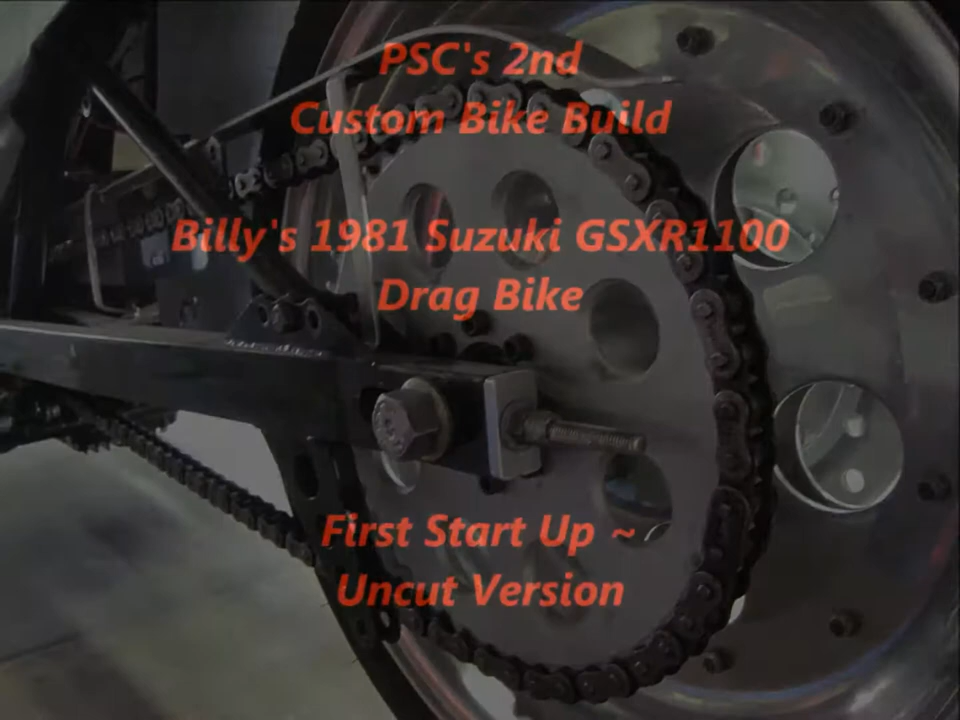 PSC's 2nd
Custom Bike Build
Billy's 1981 Suzuki GSXR1100
Drag Bike
First Start Up ~
Uncut Version